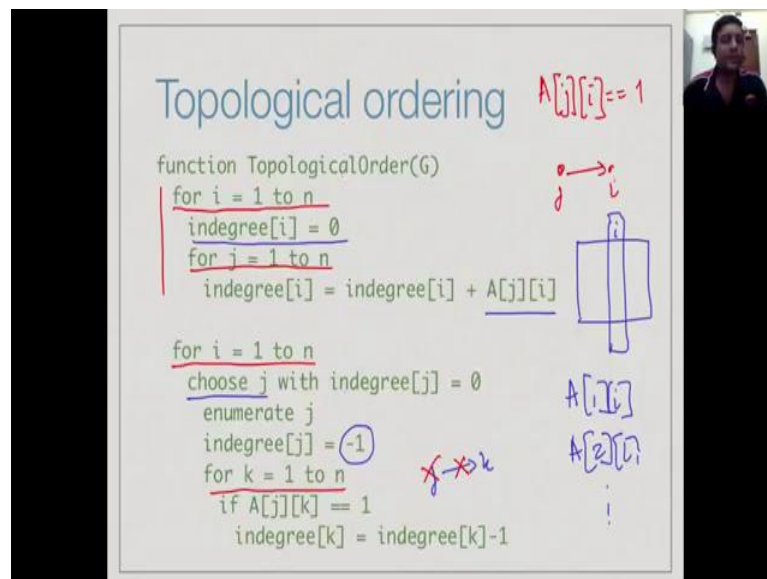 Topological ordering
A[j][i]==1
function TopologicalOrder(G)
for i = 1 to n
indegree[i] = 0
for j = 1 to n
indegree[i] = indegree[i] + A[j][i]
j
i
i
for i = 1 to n
choose j with indegree[j] = 0
enumerate j
indegree[j] = -1
for k = 1 to n
if A[j][k] == 1
indegree[k] = indegree[k]-1
j
k
A[1][i]
A[2][i]